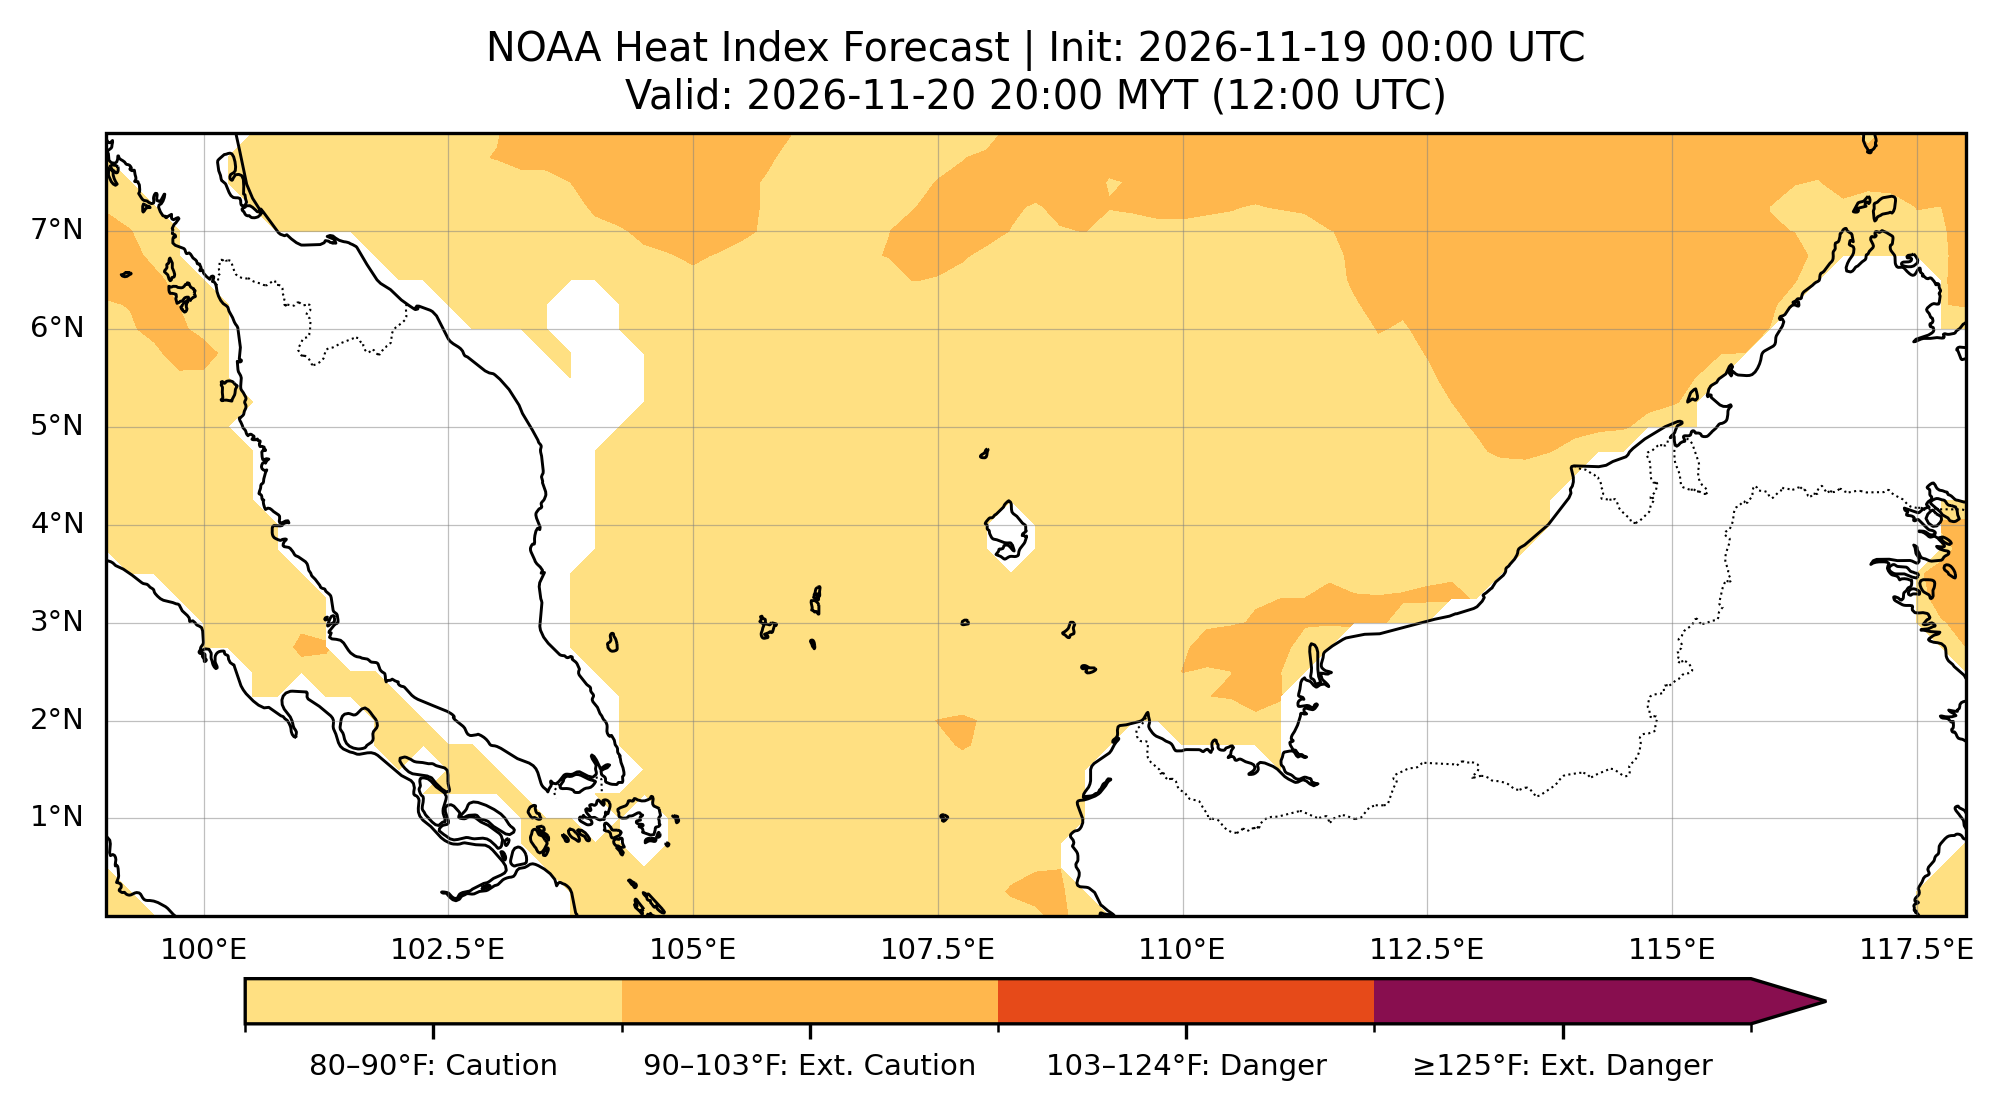 NOAA Heat Index Forecast | Init: 2026-11-19 00:00 UTC
Valid: 2026-11-20 20:00 MYT (12:00 UTC)
7°N
6°N
5°N
4°N
3°N
2°N
1°N
100°E 102.5°E 105°E 107.5°E 110°E 112.5°E 115°E 117.5°E
80–90°F: Caution 90–103°F: Ext. Caution 103–124°F: Danger ≥125°F: Ext. Danger